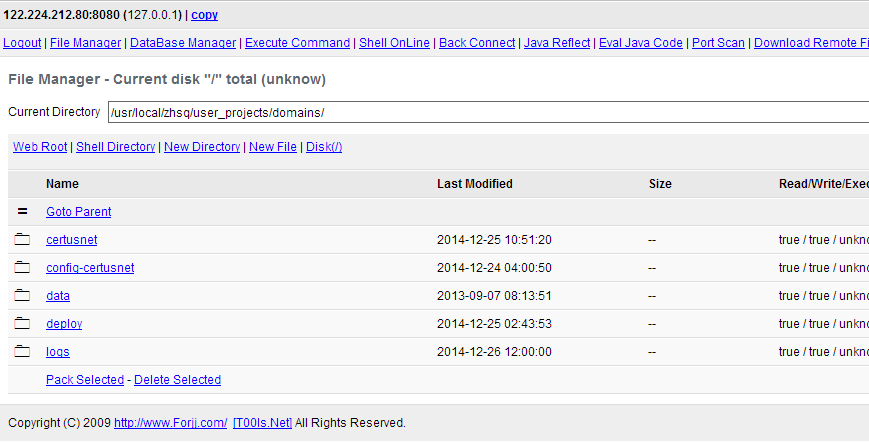 122.224.212.80:8080 (127.0.0.1) | copy
Logout | File Manager | DataBase Manager | Execute Command | Shell OnLine | Back Connect | Java Reflect | Eval Java Code | Port Scan | Download Remote Fi
File Manager - Current disk "/" total (unknow)
Current Directory /usr/local/zhsq/user_projects/domains/
Web Root | Shell Directory | New Directory | New File | Disk(/)
Name Last Modified Size Read/Write/Exec
= Goto Parent
certusnet 2014-12-25 10:51:20 -- true / true / unkno
config-certusnet 2014-12-24 04:00:50 -- true / true / unkno
data 2013-09-07 08:13:51 -- true / true / unkno
deploy 2014-12-25 02:43:53 -- true / true / unkno
logs 2014-12-26 12:00:00 -- true / true / unkno
Pack Selected - Delete Selected
Copyright (C) 2009 http://www.Forjj.com/ [T00ls.Net] All Rights Reserved.